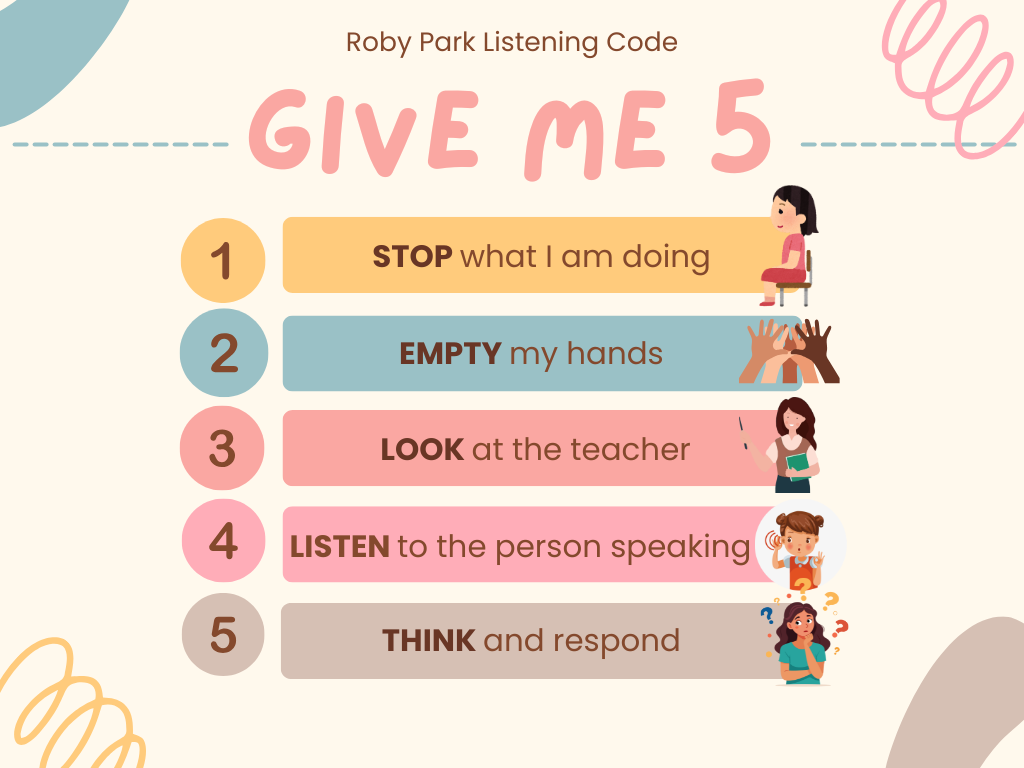 Roby Park Listening Code
GIVE ME 5
1 STOP what I am doing
2 EMPTY my hands
3 LOOK at the teacher
4 LISTEN to the person speaking
5 THINK and respond